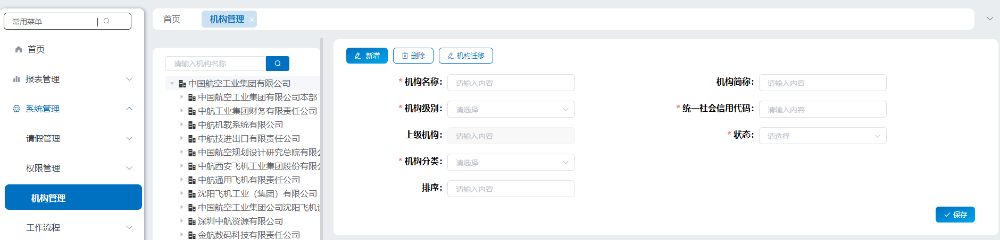 常用菜单
首页
报表管理
系统管理
请假管理
权限管理
机构管理
工作流程
首页
机构管理
请输入机构名称
中国航空工业集团有限公司
中国航空工业集团有限公司本部
中航工业集团财务有限责任公司
中航机载系统有限公司
中航技进出口有限责任公司
中国航空规划设计研究总院有限
中航西安飞机工业集团股份有限
中航通用飞机有限责任公司
沈阳飞机工业（集团）有限公司
中国航空工业集团公司沈阳飞机
深圳中航资源有限公司
金航数码科技有限责任公司
新增 删除 机构迁移
* 机构名称： 请输入内容 机构简称： 请输入内容
* 机构级别： 请选择 * 统一社会信用代码： 请输入内容
上级机构： 请输入内容 * 状态： 请选择
* 机构分类： 请选择
排序： 请输入内容
保存